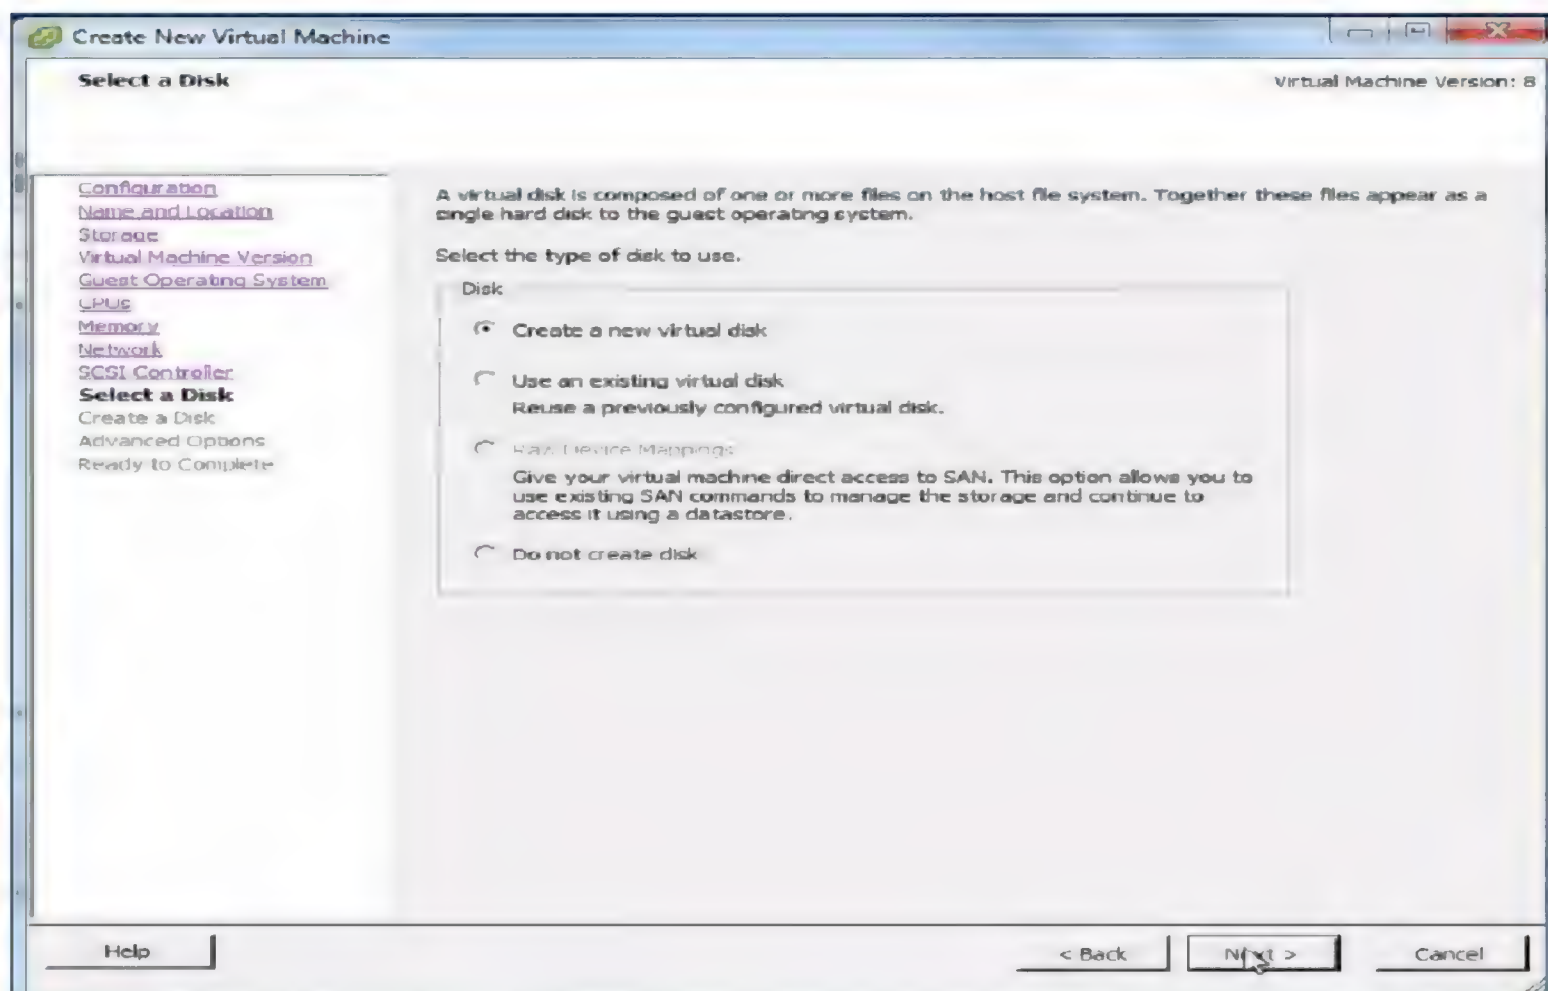 Create New Virtual Machine
Select a Disk
Virtual Machine Version: 8
Configuration
Name and Location
Storage
Virtual Machine Version
Guest Operating System
CPUs
Memory
Network
SCSI Controller
Select a Disk
Create a Disk
Advanced Options
Ready to Complete
A virtual disk is composed of one or more files on the host file system. Together these files appear as a
single hard disk to the guest operating system.
Select the type of disk to use.
Disk
Create a new virtual disk
Use an existing virtual disk
Reuse a previously configured virtual disk.
Raw Device Mappings
Give your virtual machine direct access to SAN. This option allows you to
use existing SAN commands to manage the storage and continue to
access it using a datastore.
Do not create disk
Help
< Back
Next >
Cancel